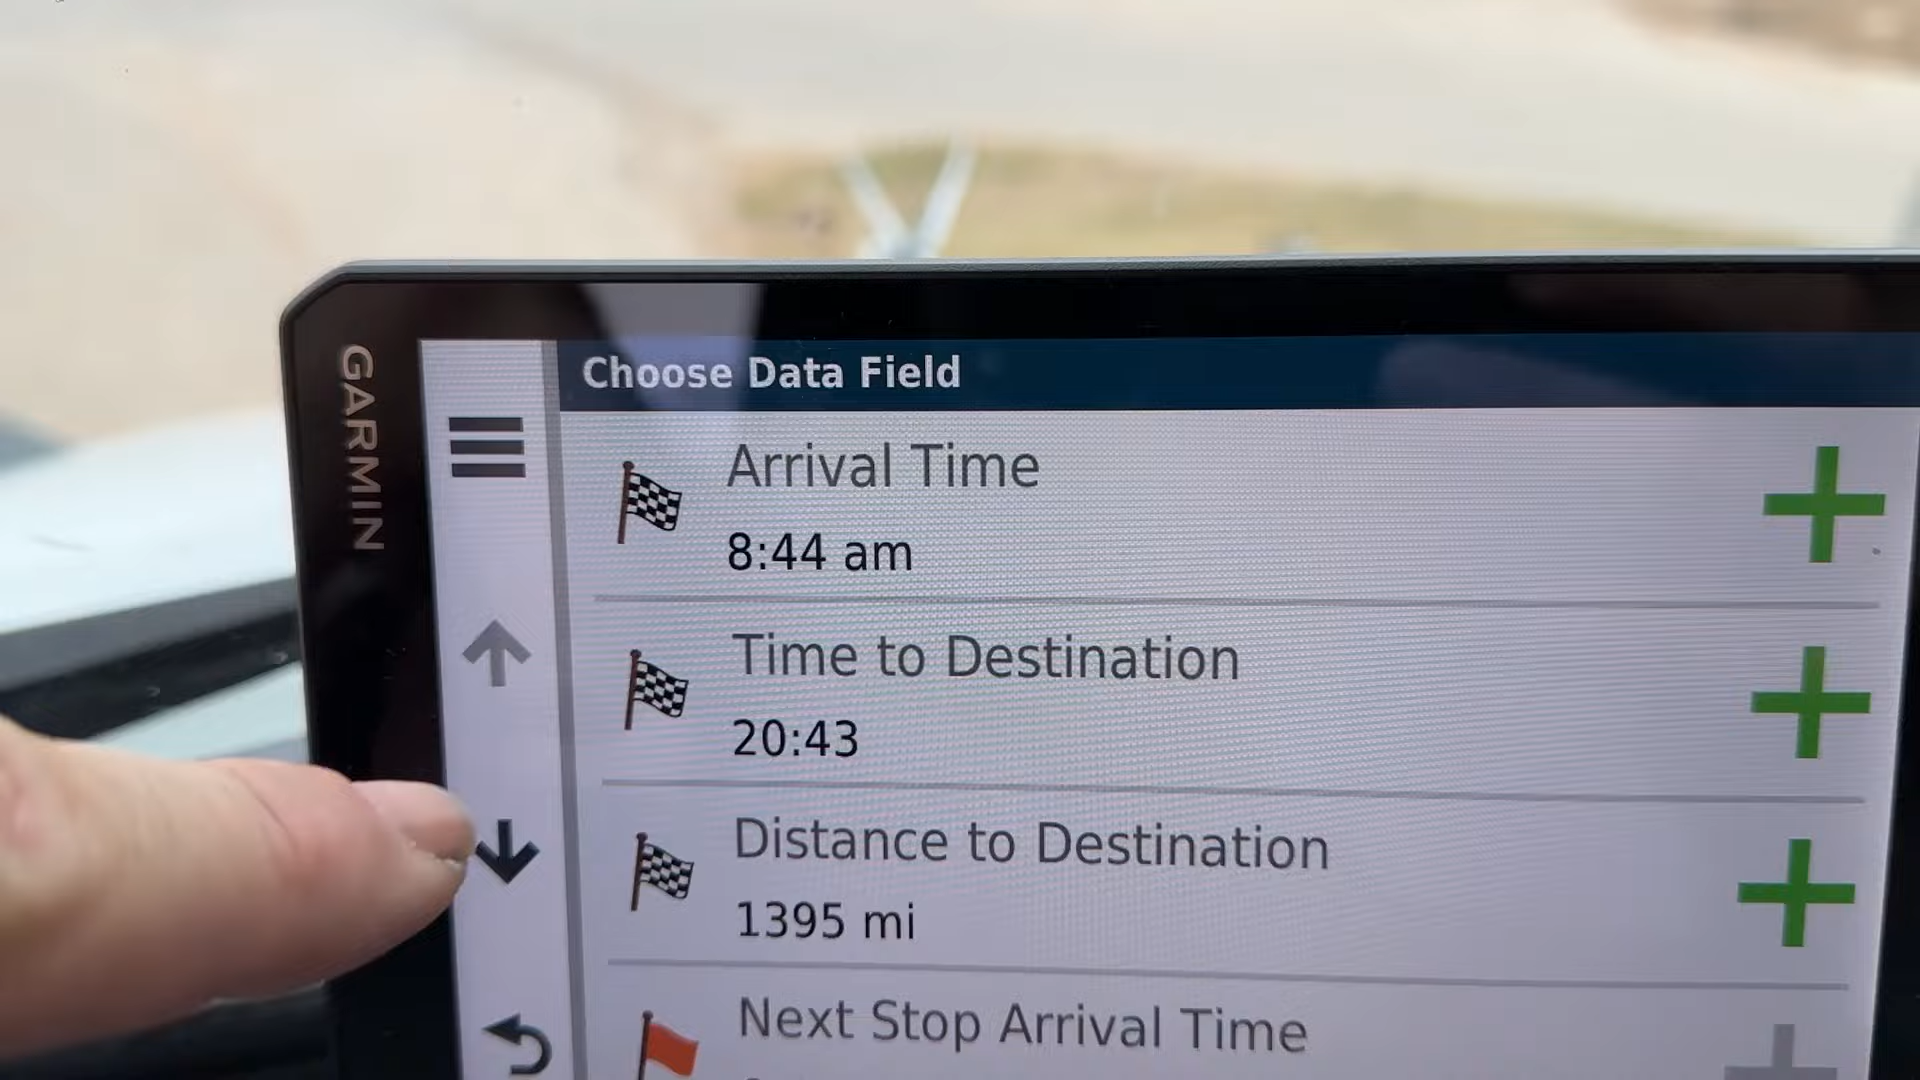 GARMIN
Choose Data Field
Arrival Time
8:44 am
Time to Destination
20:43
Distance to Destination
1395 mi
Next Stop Arrival Time